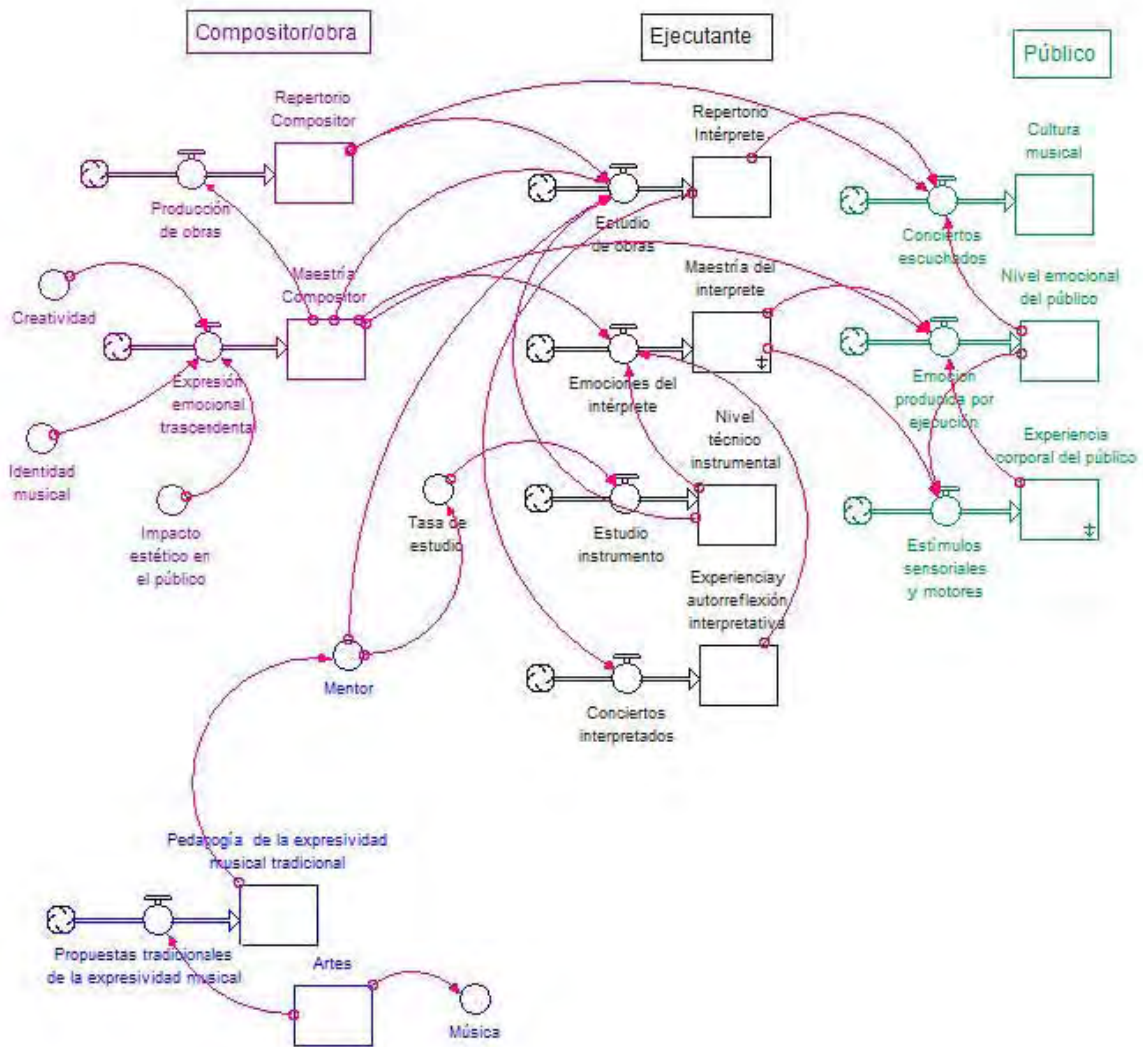 Compositor/obra
Ejecutante
Público
Repertorio
Compositor
Producción
de obras
Maestría
Compositor
Creatividad
Expresión
emocional
trascendenta
Identidad
musical
Impacto
estético en
el público
Repertorio
Intérprete
Estudio
de obras
Maestría del
interprete
Emociones del
intérprete
Nivel
técnico
instrumental
Tasa de
estudio
Estudio
instrumento
Experiencia y
autorreflexión
interpretativa
Mentor
Conciertos
interpretados
Cultura
musical
Conciertos
escuchados
Nivel emocional
del público
Emoción
producida por
ejecución
Experiencia
corporal del público
Estímulos
sensoriales
y motores
Pedagogía de la expresividad
musical tradicional
Propuestas tradicionales
de la expresividad musical
Artes
Música